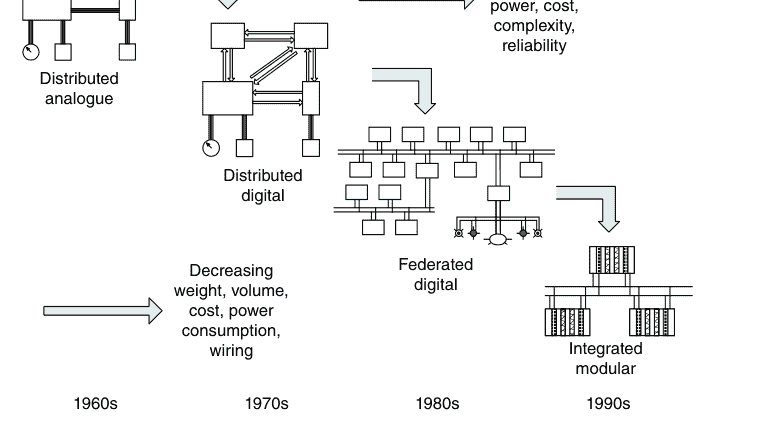 power, cost,
complexity,
reliability
Distributed
analogue
Distributed
digital
Federated
digital
Decreasing
weight, volume,
cost, power
consumption,
wiring
Integrated
modular
1960s
1970s
1980s
1990s